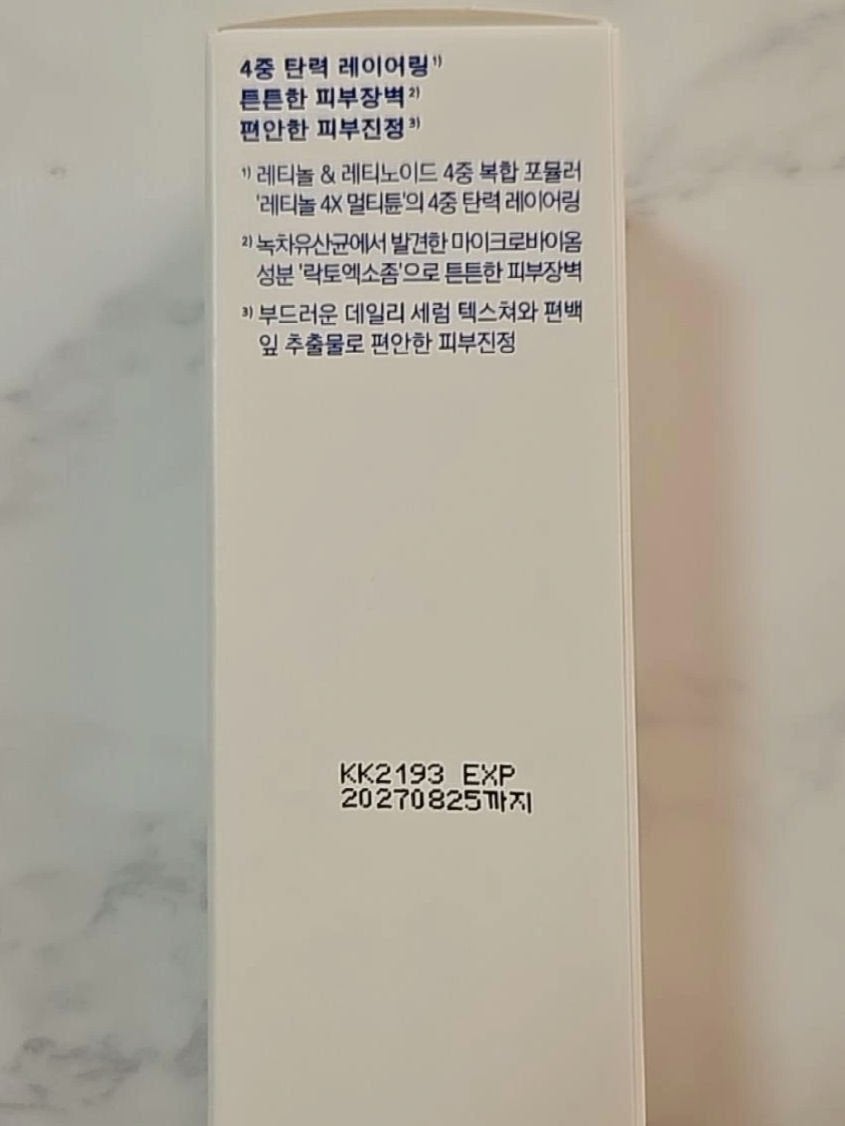 4중 탄력 레이어링¹⁾
튼튼한 피부장벽²⁾
편안한 피부진정³⁾
¹⁾ 레티놀 & 레티노이드 4중 복합 포뮬러
'레티놀 4X 멀티튠'의 4중 탄력 레이어링
²⁾ 녹차유산균에서 발견한 마이크로바이옴
성분 '락토엑소좀'으로 튼튼한 피부장벽
³⁾ 부드러운 데일리 세럼 텍스쳐와 편백
잎 추출물로 편안한 피부진정
KK2193 EXP
20270825까지